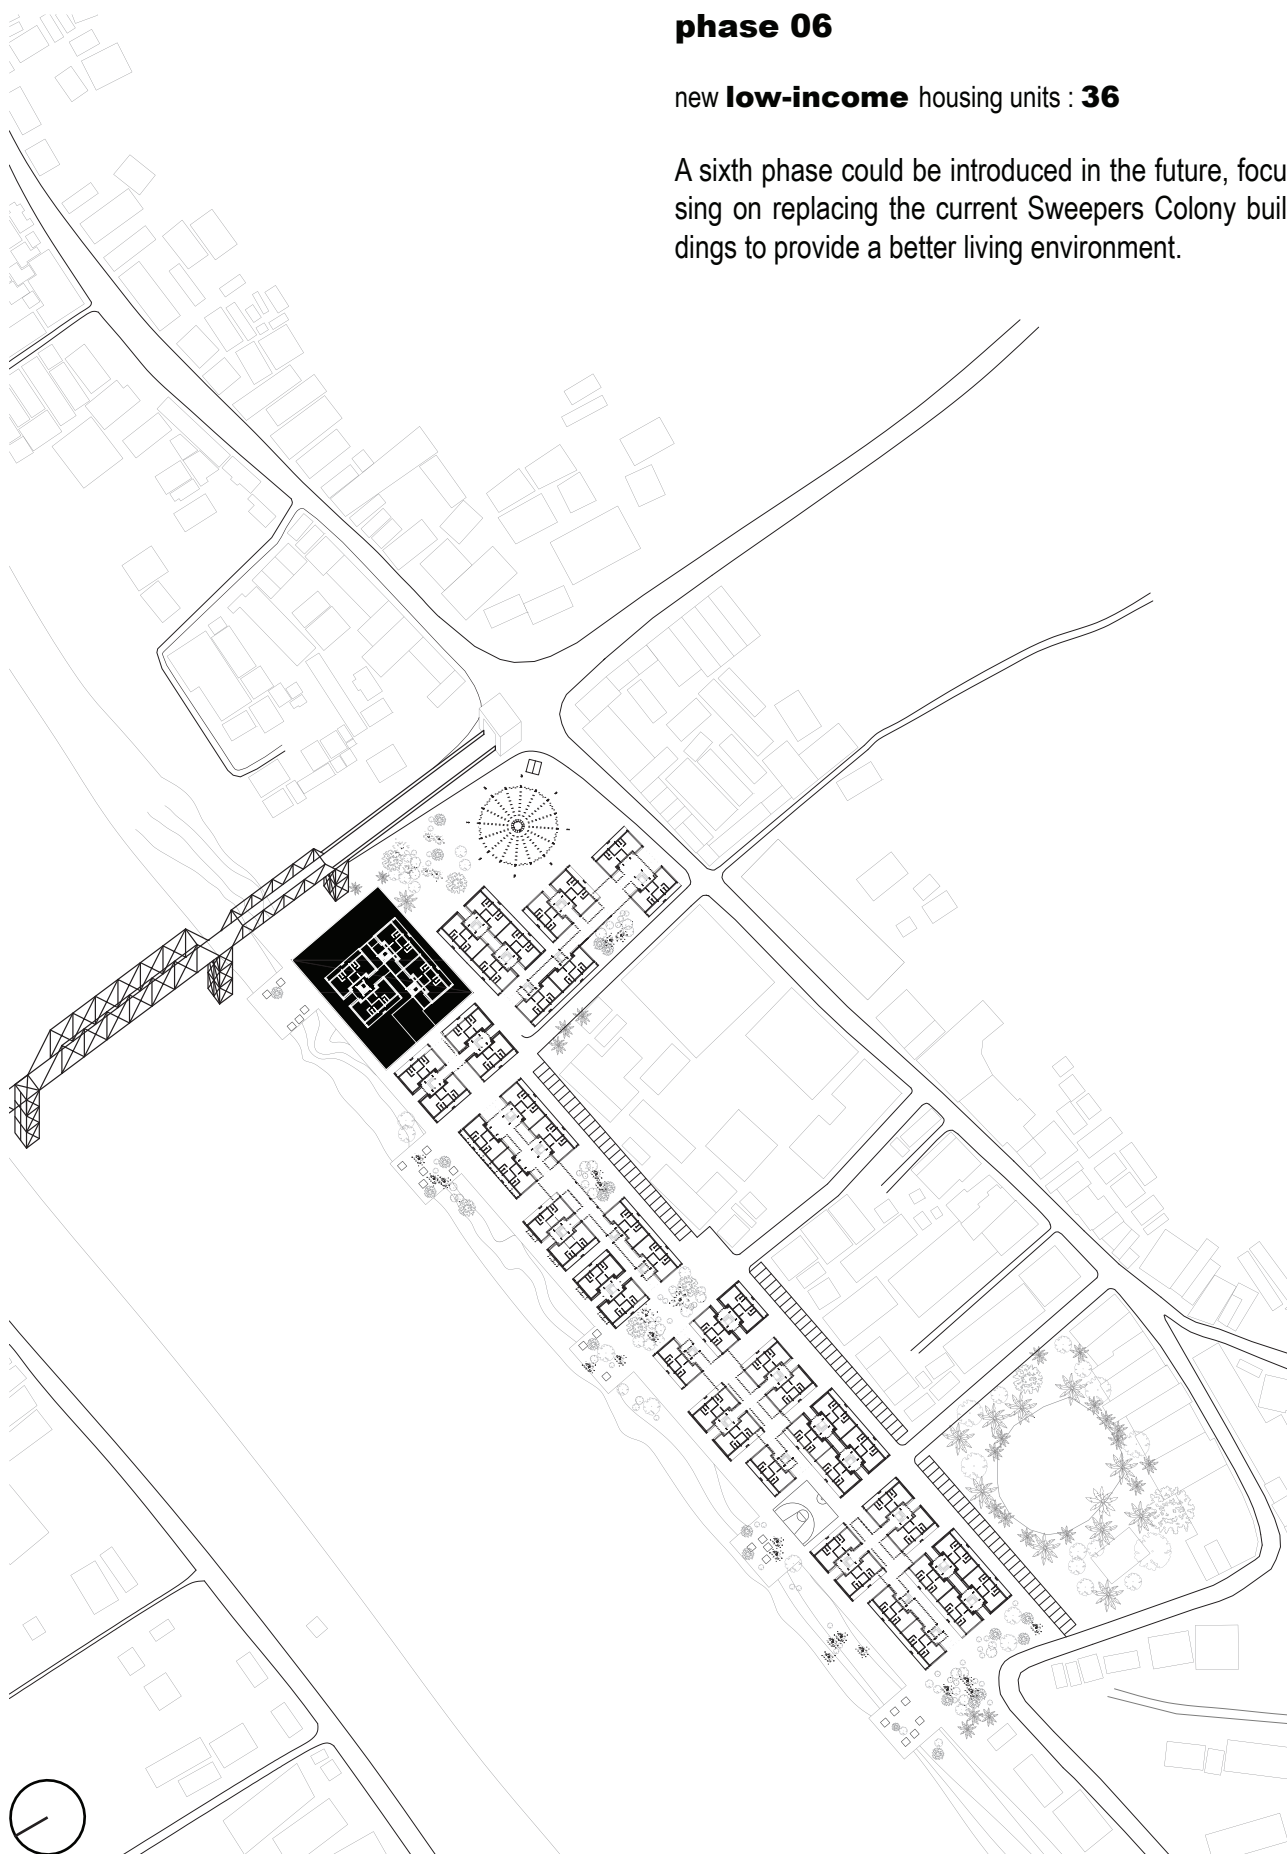 phase 06
new low-income housing units : 36
A sixth phase could be introduced in the future, focu
sing on replacing the current Sweepers Colony buil
dings to provide a better living environment.